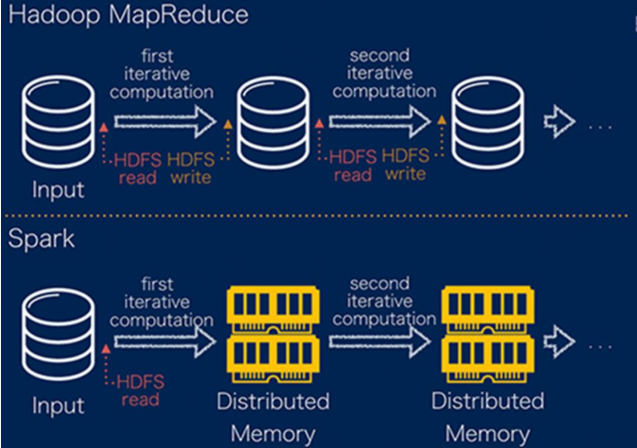 Hadoop MapReduce
first
iterative
computation
second
iterative
computation
HDFS
read
HDFS
write
HDFS
read
HDFS
write
...
Input
Spark
first
iterative
computation
second
iterative
computation
HDFS
read
...
Input
Distributed
Memory
Distributed
Memory